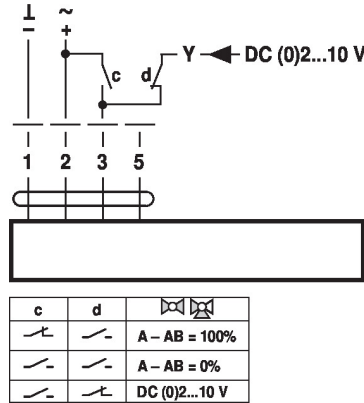 ⊥ ~
– +
c d Y DC (0)2...10 V
1 2 3 5
c d
A – AB = 100%
A – AB = 0%
DC (0)2...10 V